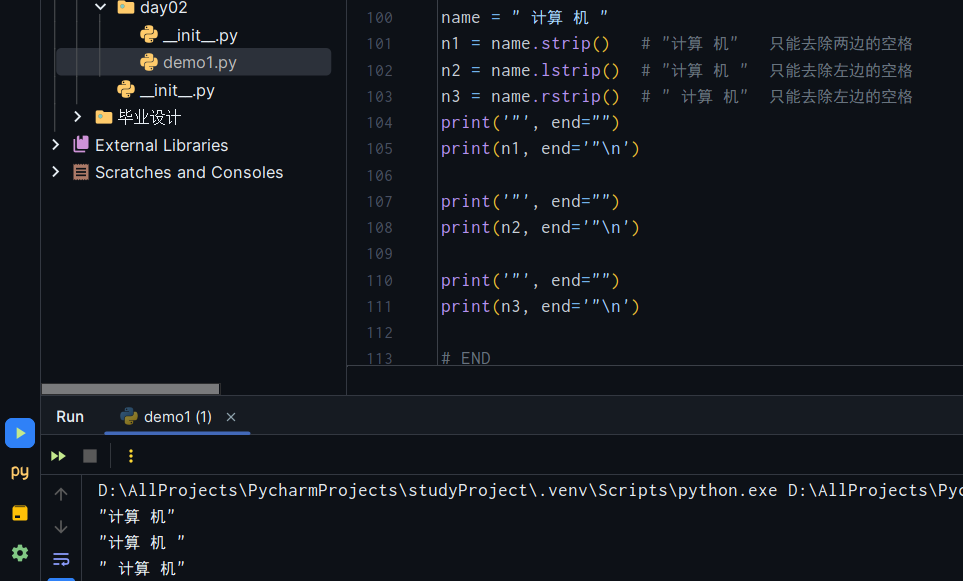 day02
__init__.py
demo1.py
__init__.py
毕业设计
External Libraries
Scratches and Consoles
100 name = " 计算 机 "
101 n1 = name.strip()   # "计算 机"   只能去除两边的空格
102 n2 = name.lstrip()  # "计算 机 "  只能去除左边的空格
103 n3 = name.rstrip()  # " 计算 机"  只能去除左边的空格
104 print('"', end="")
105 print(n1, end='"\n')
106
107 print('"', end="")
108 print(n2, end='"\n')
109
110 print('"', end="")
111 print(n3, end='"\n')
112
113 # END
Run
demo1 (1)
py
D:\AllProjects\PycharmProjects\studyProject\.venv\Scripts\python.exe D:\AllProjects\Pyc
"计算 机"
"计算 机 "
" 计算 机"